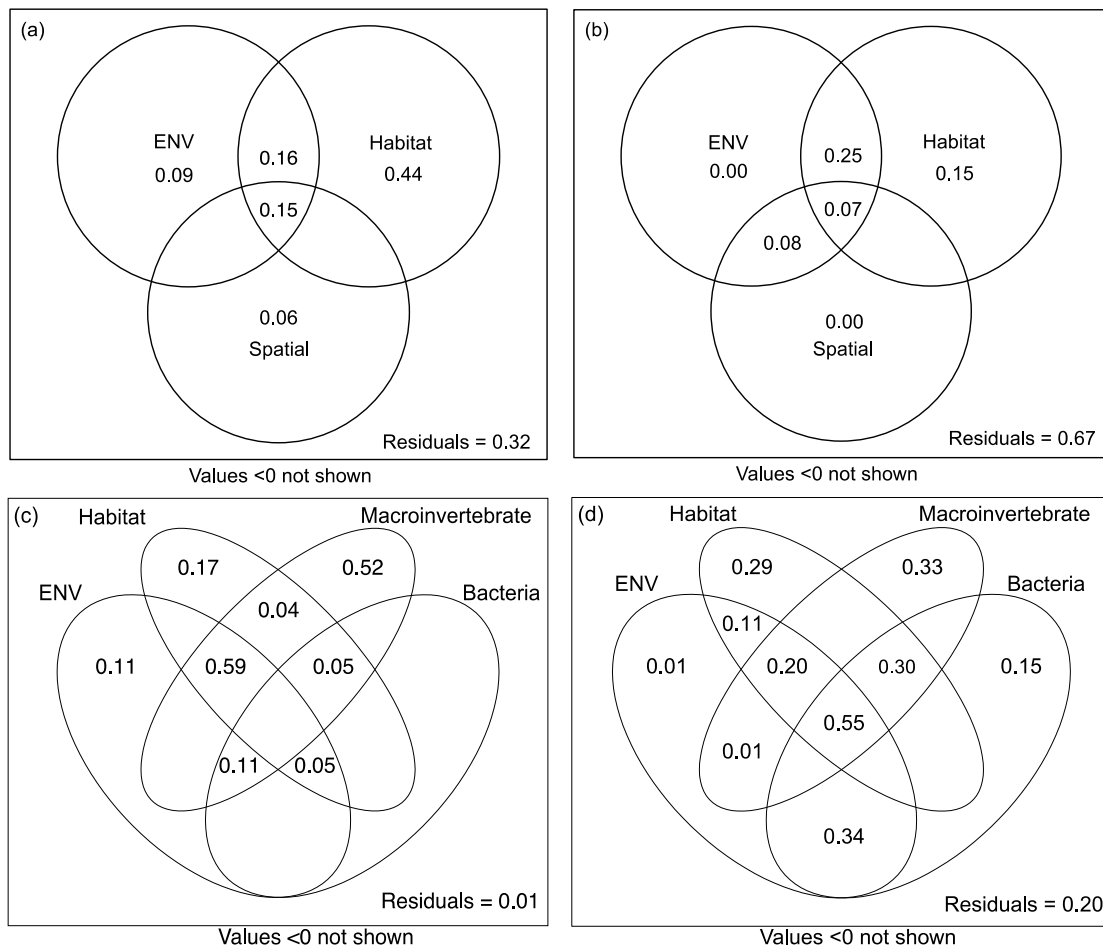 (a)
ENV
0.09
0.16
Habitat
0.44
0.15
0.06
Spatial
Residuals = 0.32
Values <0 not shown
(b)
ENV
0.00
0.25
Habitat
0.15
0.07
0.08
0.00
Spatial
Residuals = 0.67
Values <0 not shown
(c)
Habitat
Macroinvertebrate
ENV
Bacteria
0.17
0.52
0.04
0.11
0.59
0.05
0.11
0.05
Residuals = 0.01
Values <0 not shown
(d)
Habitat
Macroinvertebrate
ENV
Bacteria
0.29
0.33
0.11
0.01
0.20
0.30
0.15
0.55
0.01
0.34
Residuals = 0.20
Values <0 not shown